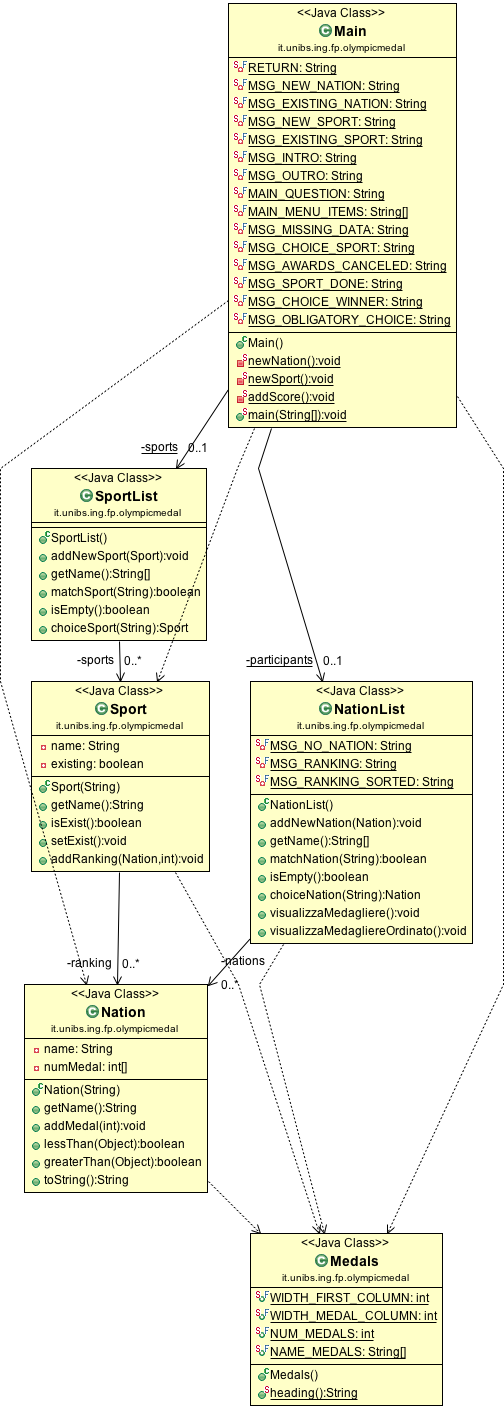 <<Java Class>>
Main
it.unibs.ing.fp.olympicmedal
RETURN: String
MSG_NEW_NATION: String
MSG_EXISTING_NATION: String
MSG_NEW_SPORT: String
MSG_EXISTING_SPORT: String
MSG_INTRO: String
MSG_OUTRO: String
MAIN_QUESTION: String
MAIN_MENU_ITEMS: String[]
MSG_MISSING_DATA: String
MSG_CHOICE_SPORT: String
MSG_AWARDS_CANCELED: String
MSG_SPORT_DONE: String
MSG_CHOICE_WINNER: String
MSG_OBLIGATORY_CHOICE: String
Main()
newNation():void
newSport():void
addScore():void
main(String[]):void
-sports 0..1
<<Java Class>>
SportList
it.unibs.ing.fp.olympicmedal
SportList()
addNewSport(Sport):void
getName():String[]
matchSport(String):boolean
isEmpty():boolean
choiceSport(String):Sport
-sports 0..*
-participants 0..1
<<Java Class>>
Sport
it.unibs.ing.fp.olympicmedal
name: String
existing: boolean
Sport(String)
getName():String
isExist():boolean
setExist():void
addRanking(Nation,int):void
<<Java Class>>
NationList
it.unibs.ing.fp.olympicmedal
MSG_NO_NATION: String
MSG_RANKING: String
MSG_RANKING_SORTED: String
NationList()
addNewNation(Nation):void
getName():String[]
matchNation(String):boolean
isEmpty():boolean
choiceNation(String):Nation
visualizzaMedagliere():void
visualizzaMedagliereOrdinato():void
-ranking 0..*
-nations
0..*
<<Java Class>>
Nation
it.unibs.ing.fp.olympicmedal
name: String
numMedal: int[]
Nation(String)
getName():String
addMedal(int):void
lessThan(Object):boolean
greaterThan(Object):boolean
toString():String
<<Java Class>>
Medals
it.unibs.ing.fp.olympicmedal
WIDTH_FIRST_COLUMN: int
WIDTH_MEDAL_COLUMN: int
NUM_MEDALS: int
NAME_MEDALS: String[]
Medals()
heading():String